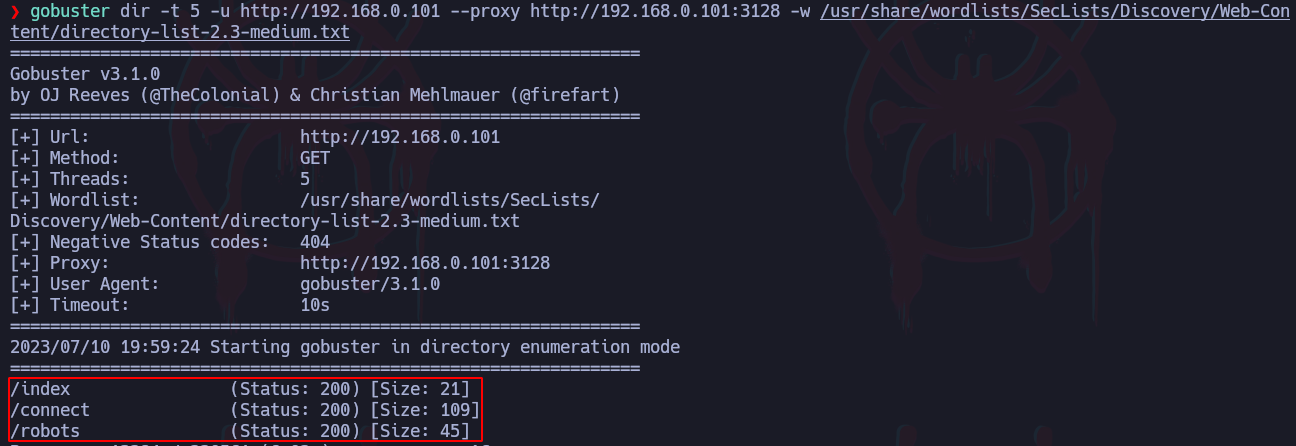 ❯ gobuster dir -t 5 -u http://192.168.0.101 --proxy http://192.168.0.101:3128 -w /usr/share/wordlists/SecLists/Discovery/Web-Con
tent/directory-list-2.3-medium.txt
===============================================================
Gobuster v3.1.0
by OJ Reeves (@TheColonial) & Christian Mehlmauer (@firefart)
===============================================================
[+] Url:                     http://192.168.0.101
[+] Method:                  GET
[+] Threads:                 5
[+] Wordlist:                /usr/share/wordlists/SecLists/
Discovery/Web-Content/directory-list-2.3-medium.txt
[+] Negative Status codes:   404
[+] Proxy:                   http://192.168.0.101:3128
[+] User Agent:              gobuster/3.1.0
[+] Timeout:                 10s
===============================================================
2023/07/10 19:59:24 Starting gobuster in directory enumeration mode
===============================================================
/index                (Status: 200) [Size: 21]
/connect              (Status: 200) [Size: 109]
/robots               (Status: 200) [Size: 45]